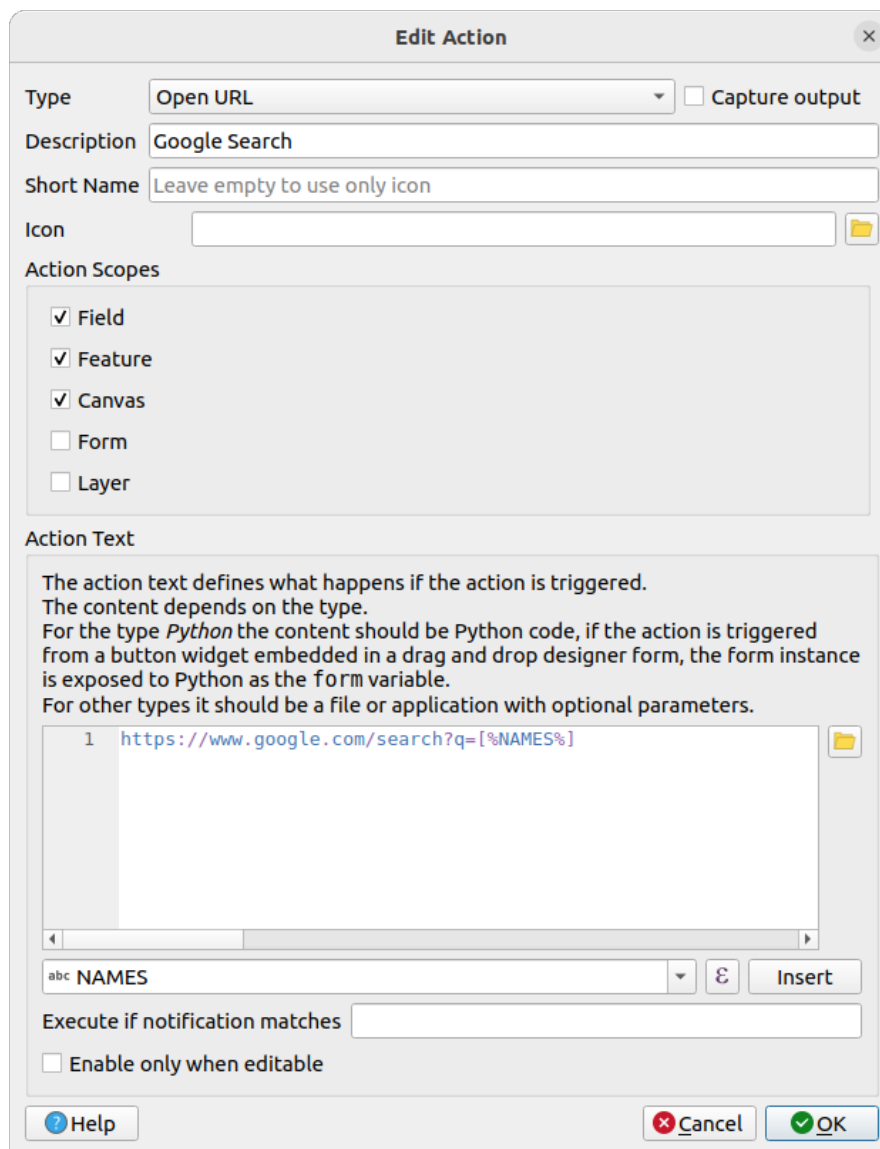 Edit Action
Type Open URL Capture output
Description Google Search
Short Name Leave empty to use only icon
Icon
Action Scopes
Field
Feature
Canvas
Form
Layer
Action Text
The action text defines what happens if the action is triggered.
The content depends on the type.
For the type Python the content should be Python code, if the action is triggered
from a button widget embedded in a drag and drop designer form, the form instance
is exposed to Python as the form variable.
For other types it should be a file or application with optional parameters.
1 https://www.google.com/search?q=[%NAMES%]
abc NAMES ε Insert
Execute if notification matches
Enable only when editable
Help Cancel OK